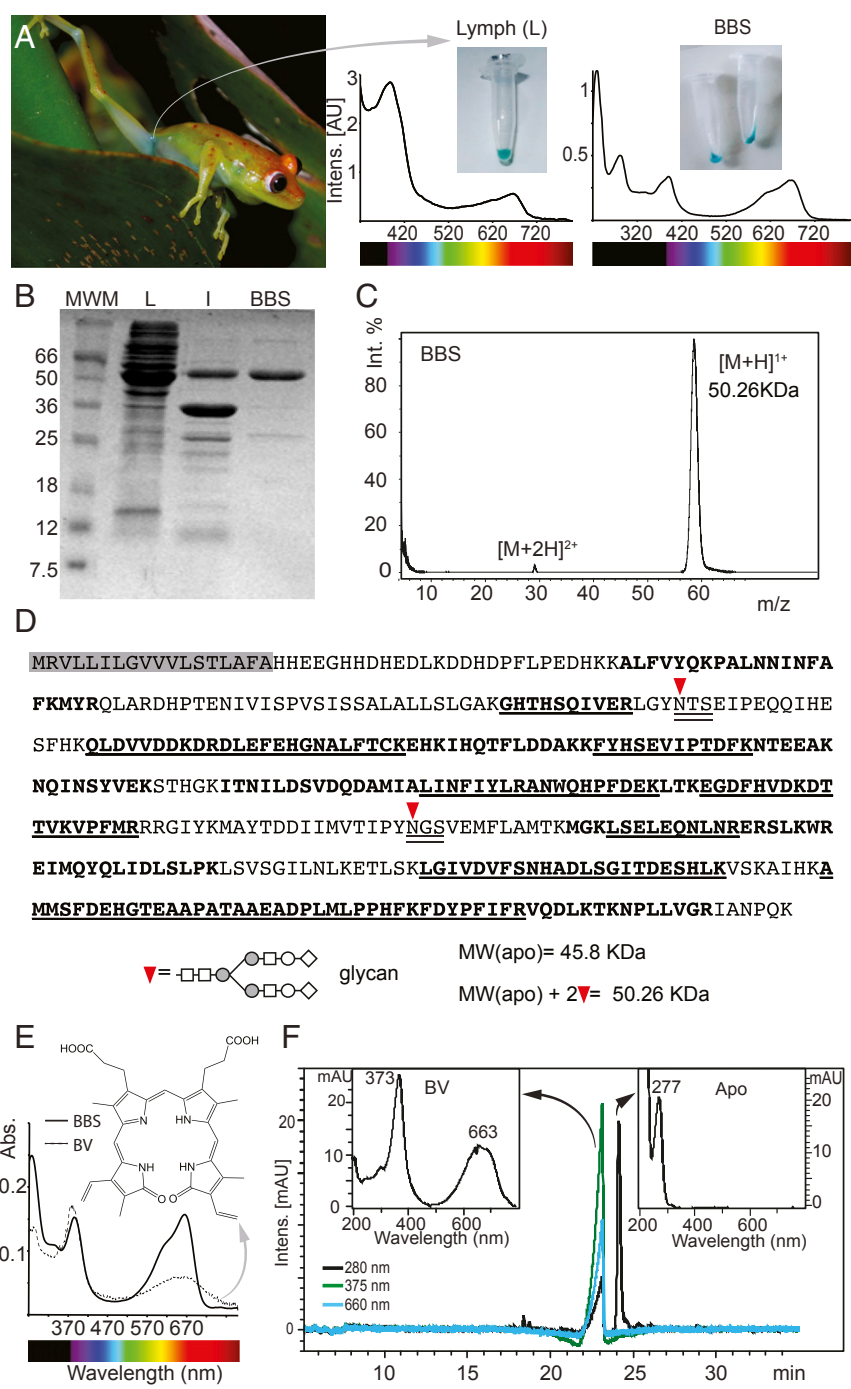 A
Lymph (L)
BBS
Intens. [AU]
3
2
1
420 520 620 720
1
0.5
320 420 520 620 720
B
MWM L I BBS
66
50
36
25
18
12
7.5
C
BBS
Int. %
80
60
40
20
0
[M+H]1+
50.26KDa
[M+2H]2+
10 20 30 40 50 60
m/z
D
MRVLLILGVVVLSTLAFAHHEEGHHDHEDLKDDHDPFLPEDHKKALFVYQKPALNNINFA
FKMYRQLARDHPTENIVISPVSISSALALLSLGAKGHTHSQIVERLGYNTSEIPEQQIHE
SFHKQLDVVDDKDRDLEFEHGNALFTCKEHKIHQTFLDDAKKFYHSEVIPTDFKNTEEAK
NQINSYVEKSTHGKITNILDSVDQDAMIALINFIYLRANWQHPFDEKLTKEGDFHVDKDT
TVKVPFMRRRGIYKMAYTDDIIMVTIPYNGSVEMFLAMTKMGKLSELEQNLNRERSLKWR
EIMQYQLIDLSLPKLSVSGILNLKETLSKLGIVDVFSNHADLSGITDESHLKVSKAIHKA
MMSFDEHGTEAAPATAAEADPLMLPPHFKFDYPFIFRVQDLKTKNPLLVGRIANPQK
= glycan
MW(apo)= 45.8 KDa
MW(apo) + 2 = 50.26 KDa
E
HOOC
COOH
N
HN
NH
HN
O
O
Abs.
BBS
BV
0.2
0.1
370 470 570 670
Wavelength (nm)
F
Intens. [mAU]
20
10
0
mAU
373
BV
663
20
10
0
200 400 600
Wavelength (nm)
277
Apo
mAU
20
10
0
200 400 600
Wavelength (nm)
280 nm
375 nm
660 nm
10 15 20 25 30 min